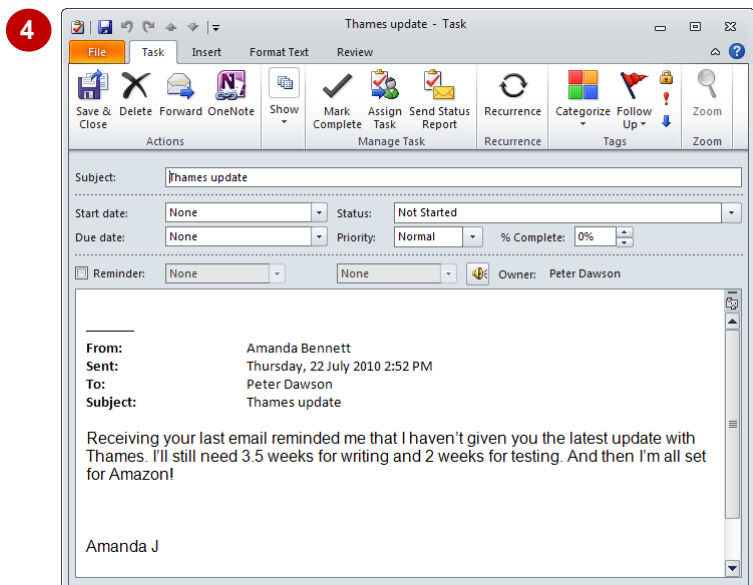 4
Thames update - Task
File Task Insert Format Text Review
Save & Close Delete Forward OneNote Show Mark Complete Assign Task Send Status Report Recurrence Categorize Follow Up Zoom
Actions Manage Task Recurrence Tags Zoom
Subject: Thames update
Start date: None Status: Not Started
Due date: None Priority: Normal % Complete: 0%
Reminder: None None Owner: Peter Dawson
From: Amanda Bennett
Sent: Thursday, 22 July 2010 2:52 PM
To: Peter Dawson
Subject: Thames update
Receiving your last email reminded me that I haven’t given you the latest update with
Thames. I’ll still need 3.5 weeks for writing and 2 weeks for testing. And then I’m all set
for Amazon!
Amanda J